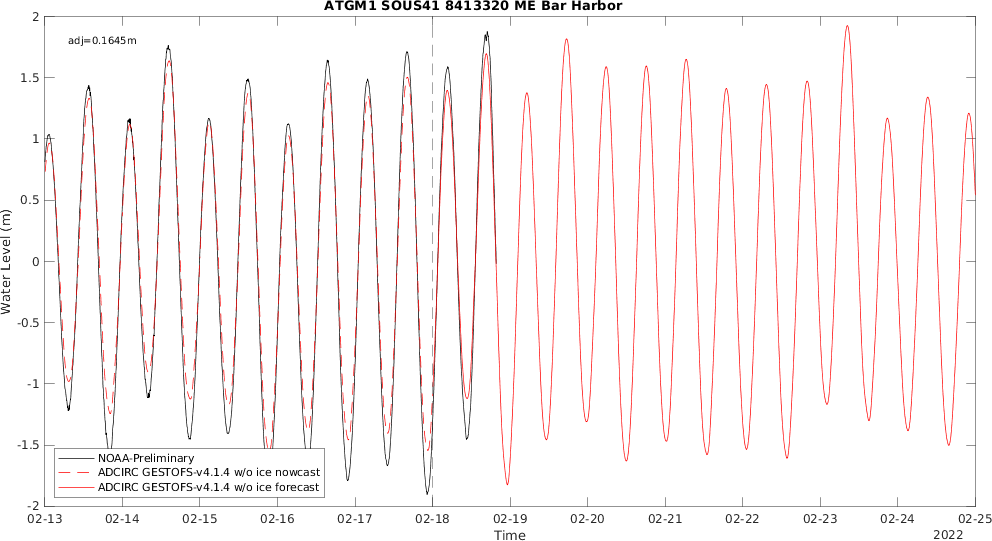 ATGM1 SOUS41 8413320 ME Bar Harbor
adj=0.1645m
2
1.5
1
0.5
0
-0.5
-1
-1.5
-2
Water Level (m)
NOAA-Preliminary
ADCIRC GESTOFS-v4.1.4 w/o ice nowcast
ADCIRC GESTOFS-v4.1.4 w/o ice forecast
02-13 02-14 02-15 02-16 02-17 02-18 02-19 02-20 02-21 02-22 02-23 02-24 02-25
Time
2022